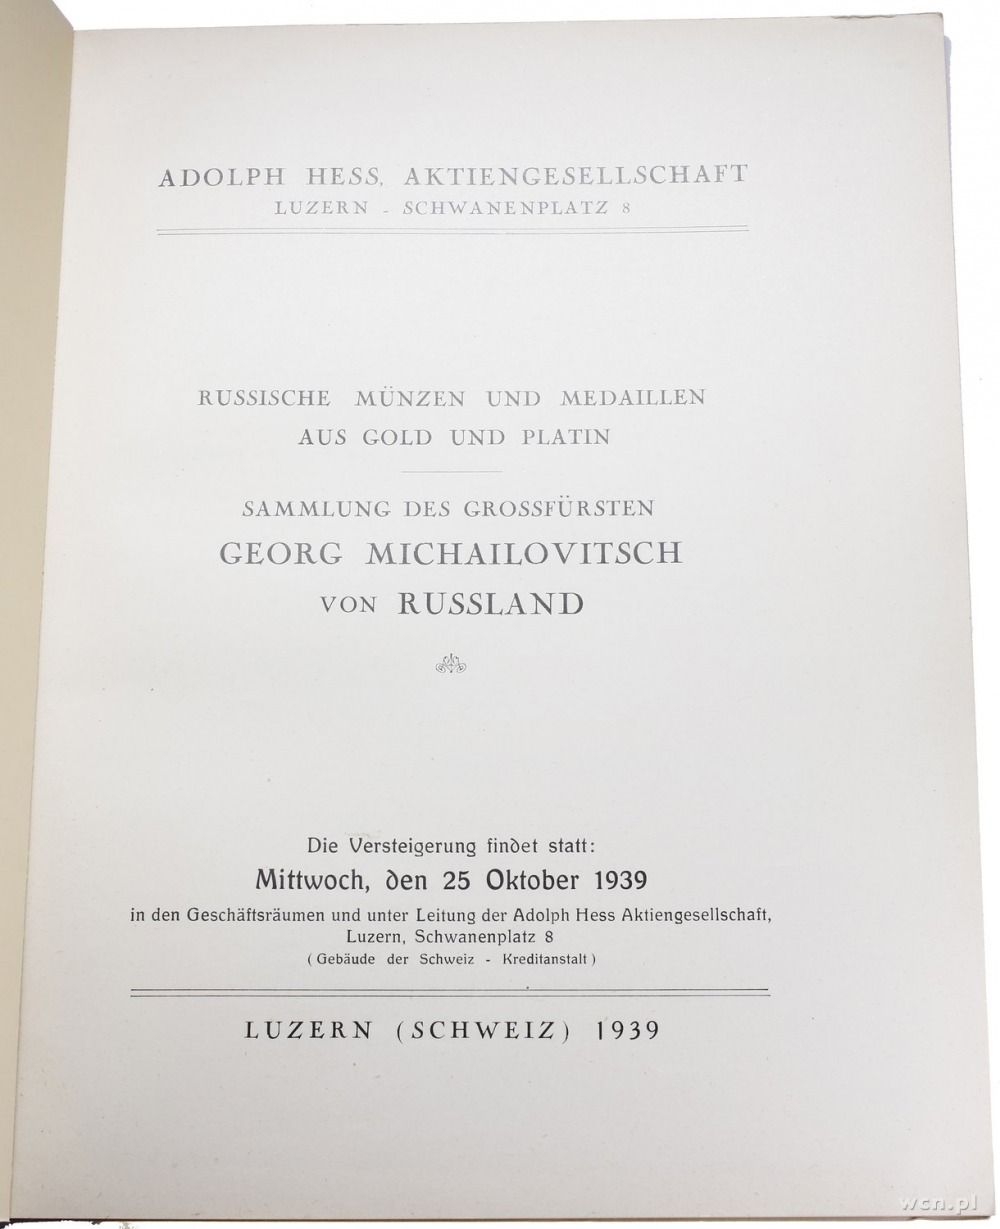 ADOLPH HESS, AKTIENGESELLSCHAFT
LUZERN - SCHWANENPLATZ 8
RUSSISCHE MÜNZEN UND MEDAILLEN
AUS GOLD UND PLATIN
SAMMLUNG DES GROSSFÜRSTEN
GEORG MICHAILOVITSCH
VON RUSSLAND
Die Versteigerung findet statt:
Mittwoch, den 25 Oktober 1939
in den Geschäftsräumen und unter Leitung der Adolph Hess Aktiengesellschaft,
Luzern, Schwanenplatz 8
( Gebäude der Schweiz - Kreditanstalt )
LUZERN (SCHWEIZ) 1939
wcn.pl